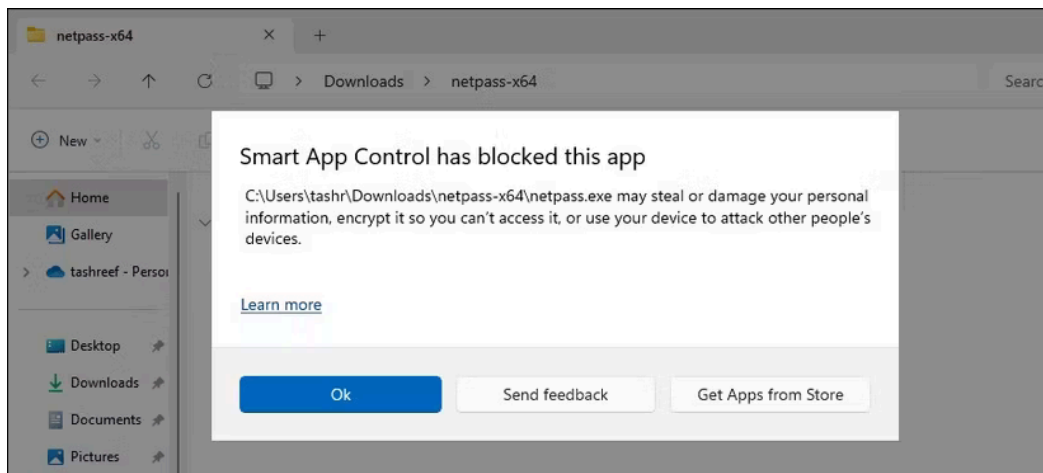 netpass-x64
Downloads > netpass-x64
Searc
New
Smart App Control has blocked this app
C:\Users\tashr\Downloads\netpass-x64\netpass.exe may steal or damage your personal
information, encrypt it so you can't access it, or use your device to attack other people's
devices.
Learn more
Ok
Send feedback
Get Apps from Store
Home
Gallery
tashreef - Person
Desktop
Downloads
Documents
Pictures